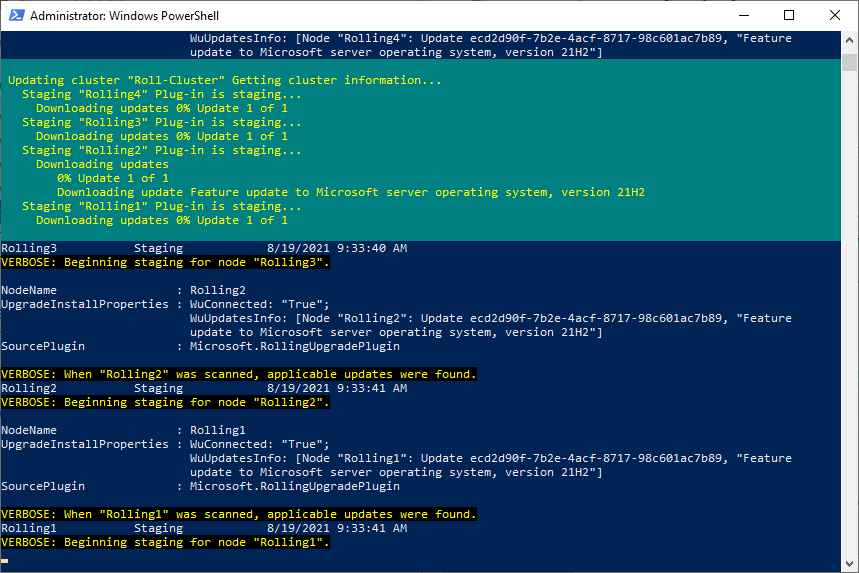 Administrator: Windows PowerShell
WuUpdatesInfo: [Node "Rolling4": Update ecd2d90f-7b2e-4acf-8717-98c601ac7b89, "Feature
update to Microsoft server operating system, version 21H2"]
Updating cluster "Roll-Cluster" Getting cluster information...
Staging "Rolling4" Plug-in is staging...
Downloading updates 0% Update 1 of 1
Staging "Rolling3" Plug-in is staging...
Downloading updates 0% Update 1 of 1
Staging "Rolling2" Plug-in is staging...
Downloading updates
0% Update 1 of 1
Downloading update Feature update to Microsoft server operating system, version 21H2
Staging "Rolling1" Plug-in is staging...
Downloading updates 0% Update 1 of 1
Rolling3 Staging 8/19/2021 9:33:40 AM
VERBOSE: Beginning staging for node "Rolling3".
NodeName : Rolling2
UpgradeInstallProperties : WuConnected: "True";
WuUpdatesInfo: [Node "Rolling2": Update ecd2d90f-7b2e-4acf-8717-98c601ac7b89, "Feature
update to Microsoft server operating system, version 21H2"]
SourcePlugin : Microsoft.RollingUpgradePlugin
VERBOSE: When "Rolling2" was scanned, applicable updates were found.
Rolling2 Staging 8/19/2021 9:33:41 AM
VERBOSE: Beginning staging for node "Rolling2".
NodeName : Rolling1
UpgradeInstallProperties : WuConnected: "True";
WuUpdatesInfo: [Node "Rolling1": Update ecd2d90f-7b2e-4acf-8717-98c601ac7b89, "Feature
update to Microsoft server operating system, version 21H2"]
SourcePlugin : Microsoft.RollingUpgradePlugin
VERBOSE: When "Rolling1" was scanned, applicable updates were found.
Rolling1 Staging 8/19/2021 9:33:41 AM
VERBOSE: Beginning staging for node "Rolling1".